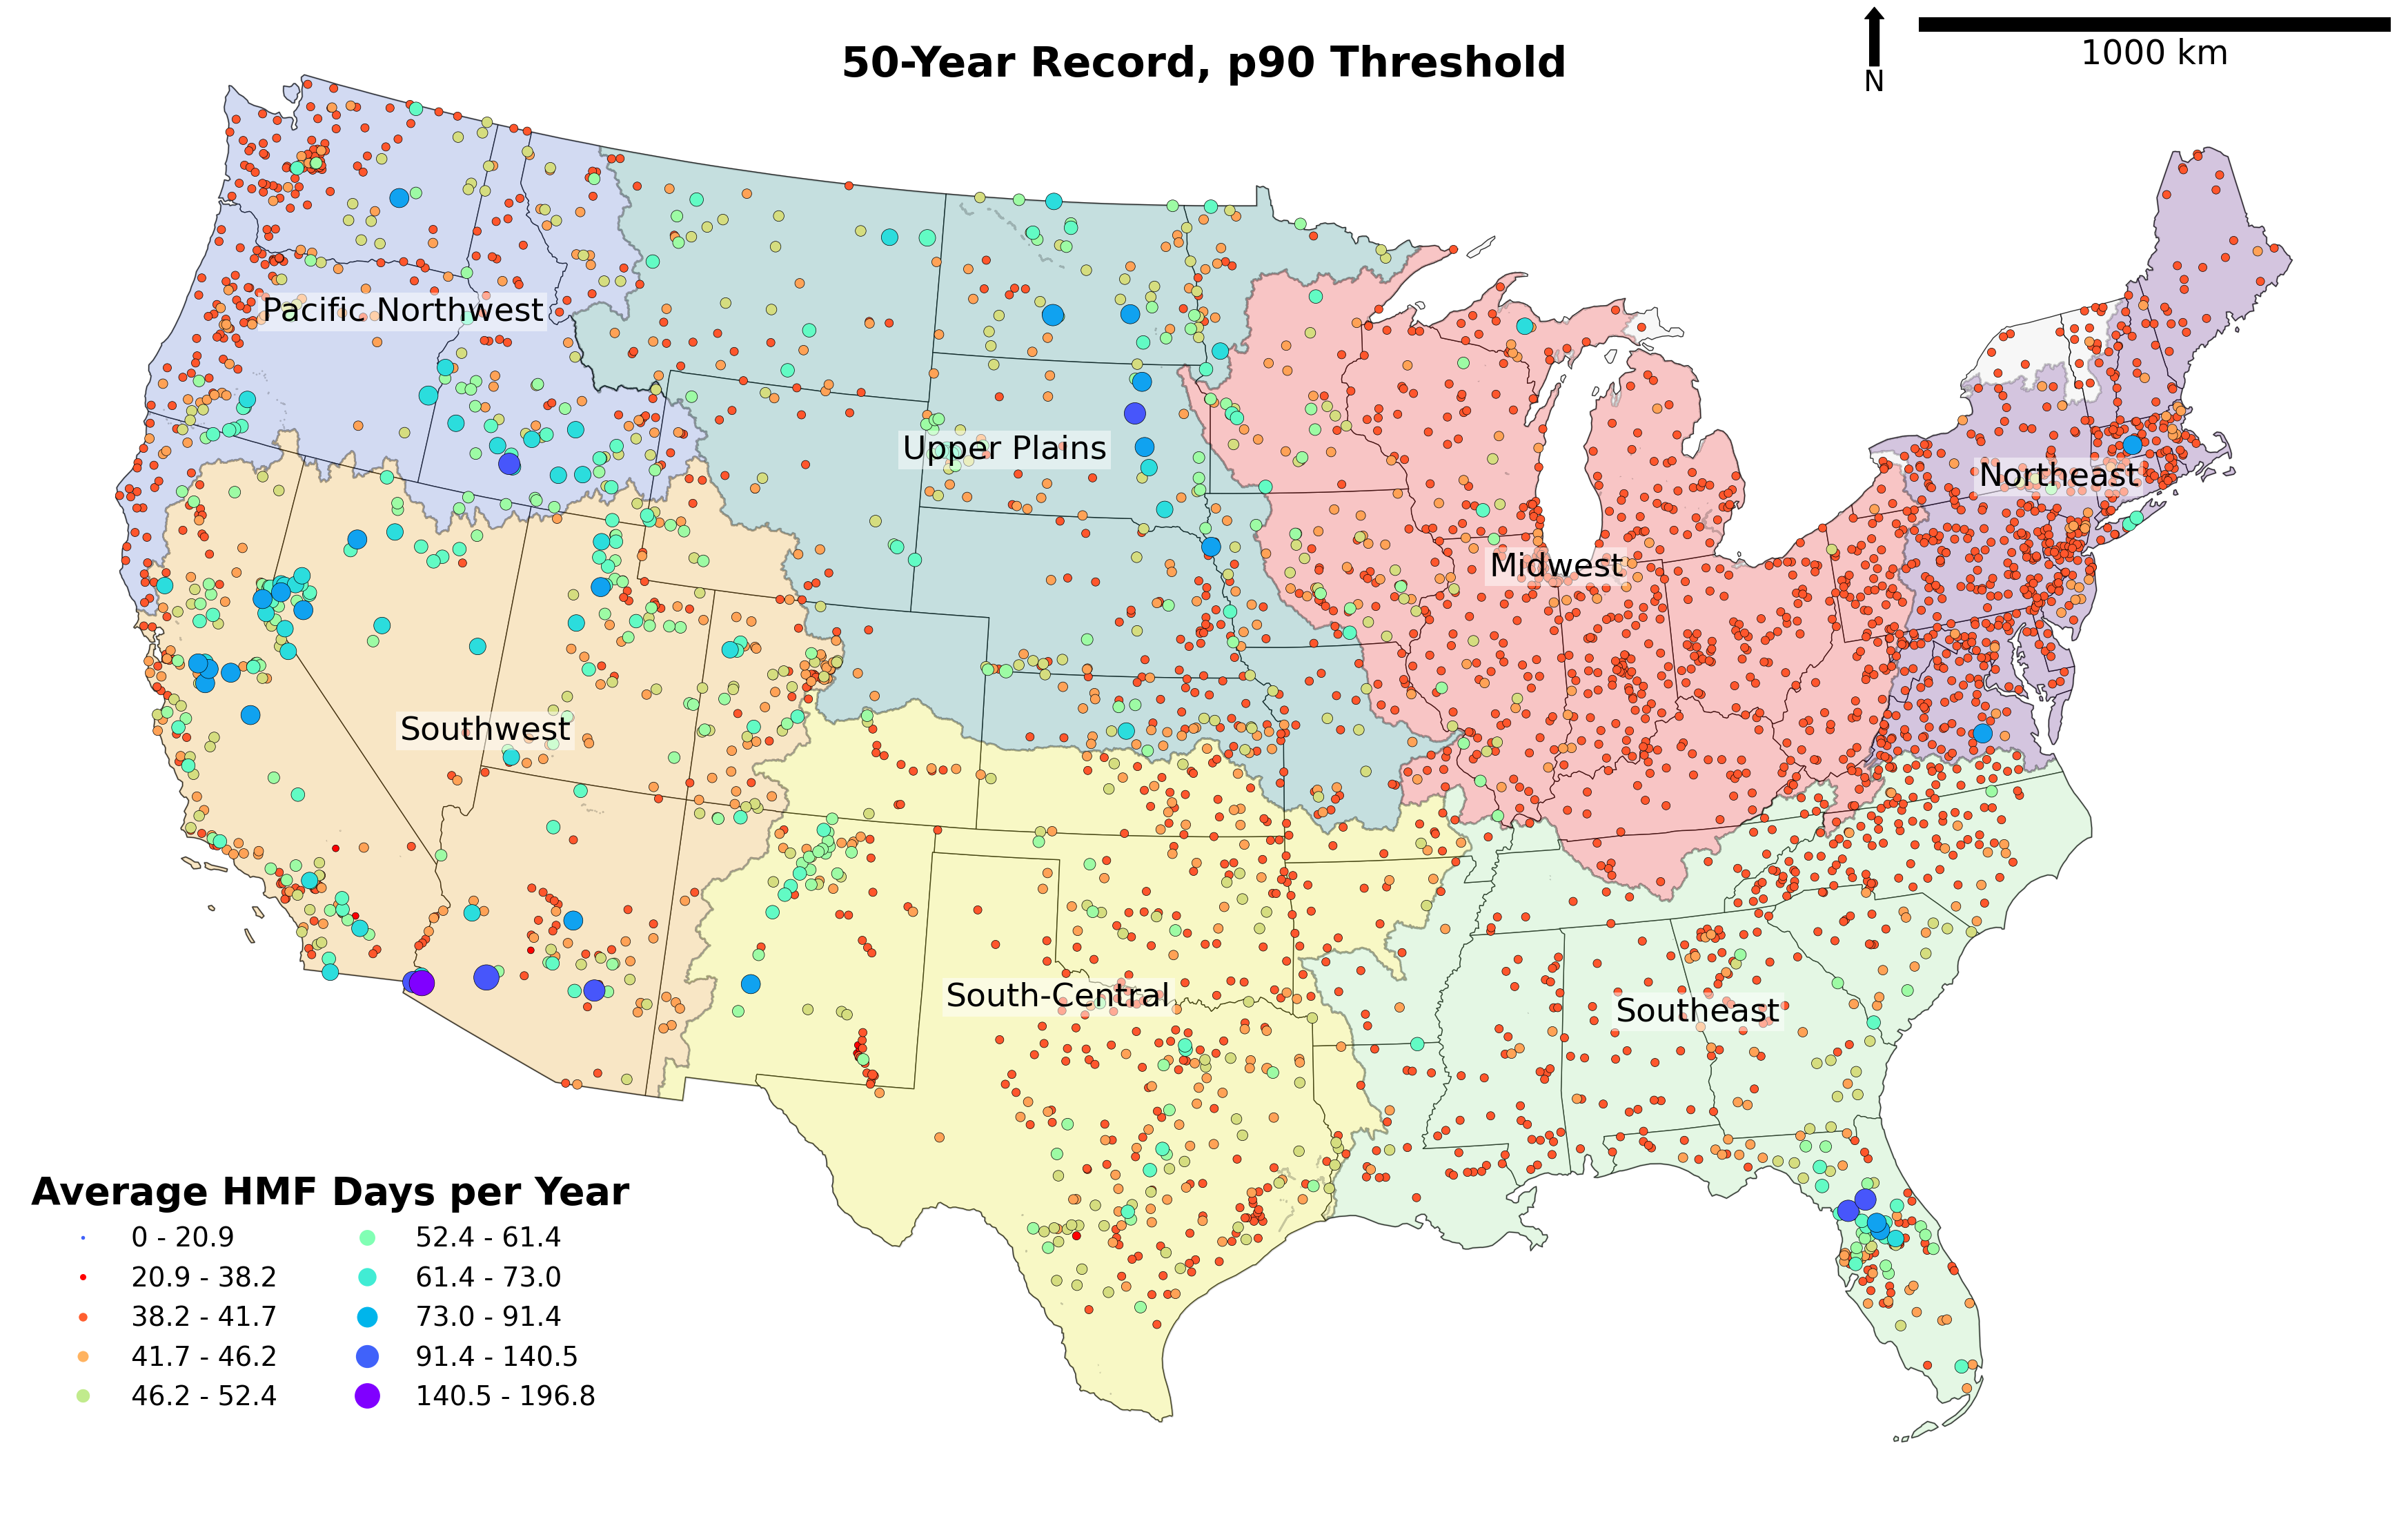 50-Year Record, p90 Threshold
N
1000 km
Pacific Northwest
Upper Plains
Northeast
Midwest
Southwest
South-Central
Southeast
Average HMF Days per Year
0 - 20.9
20.9 - 38.2
38.2 - 41.7
41.7 - 46.2
46.2 - 52.4
52.4 - 61.4
61.4 - 73.0
73.0 - 91.4
91.4 - 140.5
140.5 - 196.8